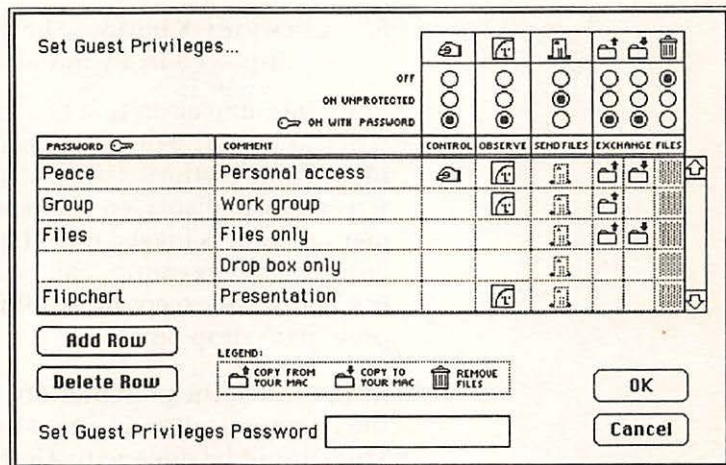 Set Guest Privileges...
OFF
ON UNPROTECTED
ON WITH PASSWORD
PASSWORD COMMENT CONTROL OBSERVE SEND FILES EXCHANGE FILES
Peace Personal access
Group Work group
Files Files only
Drop box only
Flipchart Presentation
Add Row
Delete Row
LEGEND:
COPY FROM YOUR MAC
COPY TO YOUR MAC
REMOVE FILES
OK
Set Guest Privileges Password
Cancel